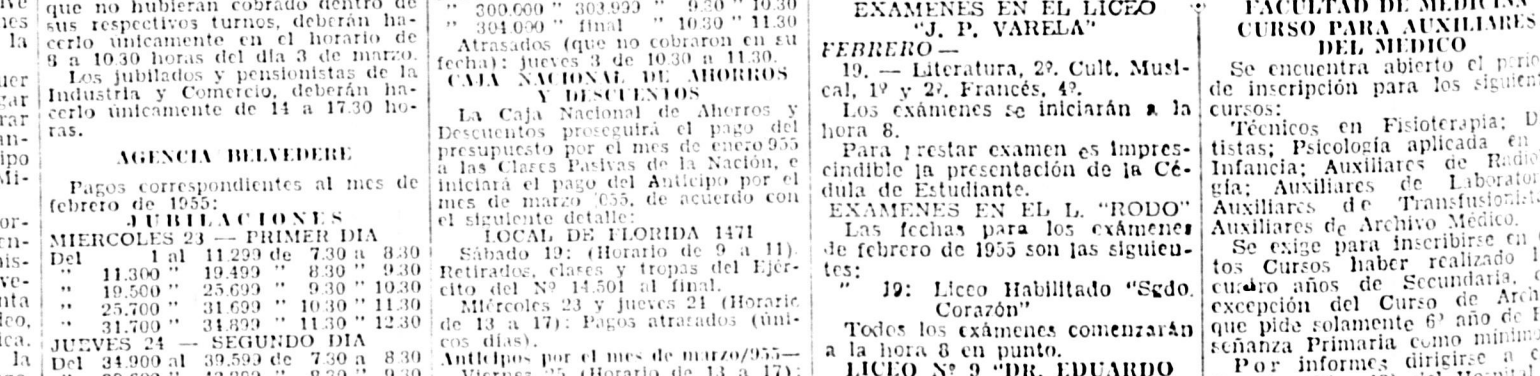 que no hubieran cobrado dentro de
sus respectivos turnos, deberán ha-
cerlo únicamente en el horario de
8 a 10.30 horas del día 3 de marzo.
Los jubilados y pensionistas de la
Industria y Comercio, deberán ha-
cerlo únicamente de 14 a 17.30 ho-
ras.
AGENCIA BELVEDERE
Pagos correspondientes al mes de
febrero de 1955:
JUBILACIONES
MIERCOLES 23 — PRIMER DIA
Del 1 al 11.299 de 7.30 a 8.30
" 11.300 " 19.499 " 8.30 " 9.30
" 19.500 " 25.699 " 9.30 " 10.30
" 25.700 " 31.699 " 10.30 " 11.30
" 31.700 " 34.899 " 11.30 " 12.30
JUEVES 24 — SEGUNDO DIA
Del 34.900 al 39.599 de 7.30 a 8.30
" 300.000 " 303.999 " 9.30 " 10.30
" 304.000 " final " 10.30 " 11.30
Atrasados (que no cobraron en su
fecha): jueves 3 de 10.30 a 11.30.
CAJA NACIONAL DE AHORROS
Y DESCUENTOS
La Caja Nacional de Ahorros y
Descuentos proseguirá el pago del
presupuesto por el mes de enero 955
a las Clases Pasivas de la Nación, e
iniciará el pago del Anticipo por el
mes de marzo 955, de acuerdo con
el siguiente detalle:
LOCAL DE FLORIDA 1471
Sábado 19: (Horario de 9 a 11).
Retirados, clases y tropas del Ejér-
cito del Nº 14.501 al final.
Miércoles 23 y jueves 24 (Horario
de 13 a 17): Pagos atrasados (úni-
cos días).
Anticipos por el mes de marzo/955—
Viernes 25 (Horario de 13 a 17):
EXAMENES EN EL LICEO
"J. P. VARELA"
FEBRERO —
19. — Literatura, 2º. Cult. Musi-
cal, 1º y 2º. Francés, 4º.
Los exámenes se iniciarán a la
hora 8.
Para prestar examen es impres-
cindible la presentación de la Cé-
dula de Estudiante.
EXAMENES EN EL L. "RODO"
Las fechas para los exámenes
de febrero de 1955 son las siguien-
tes:
" 19: Liceo Habilitado "Sgdo.
Corazón"
Todos los exámenes comenzarán
a la hora 8 en punto.
LICEO Nº 9 "DR. EDUARDO
FACULTAD DE MEDICINA
CURSO PARA AUXILIARES
DEL MEDICO
Se encuentra abierto el
de inscripción para los
cursos:
Técnicos en Fisioterapia;
tistas; Psicología aplicada en
Infancia; Auxiliares de
gía; Auxiliares de
Auxiliares de
Auxiliares de Archivo Médico.
Se exige para inscribirse en
tos Cursos haber realizado
cuatro años de Secundaria,
excepción del Curso de
que pide solamente 6º año de
señanza Primaria como
Por informes dirigirse a